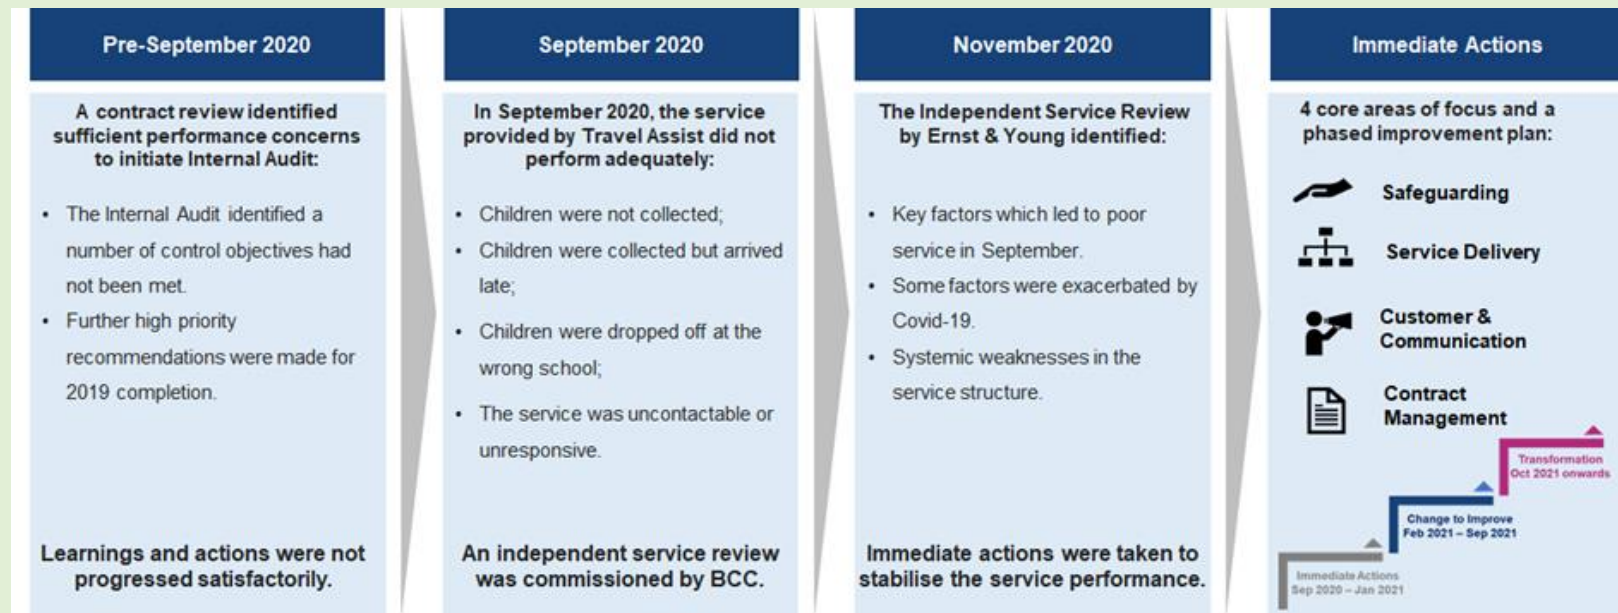 Pre-September 2020
A contract review identified
sufficient performance concerns
to initiate Internal Audit:
• The Internal Audit identified a
number of control objectives had
not been met.
• Further high priority
recommendations were made for
2019 completion.
Learnings and actions were not
progressed satisfactorily.
September 2020
In September 2020, the service
provided by Travel Assist did not
perform adequately:
• Children were not collected;
• Children were collected but arrived
late;
• Children were dropped off at the
wrong school;
• The service was uncontactable or
unresponsive.
An independent service review
was commissioned by BCC.
November 2020
The Independent Service Review
by Ernst & Young identified:
• Key factors which led to poor
service in September.
• Some factors were exacerbated by
Covid-19.
• Systemic weaknesses in the
service structure.
Immediate actions were taken to
stabilise the service performance.
Immediate Actions
4 core areas of focus and a
phased improvement plan:
Safeguarding
Service Delivery
Customer &
Communication
Contract
Management
Transformation
Oct 2021 onwards
Change to Improve
Feb 2021 – Sep 2021
Immediate Actions
Sep 2020 – Jan 2021